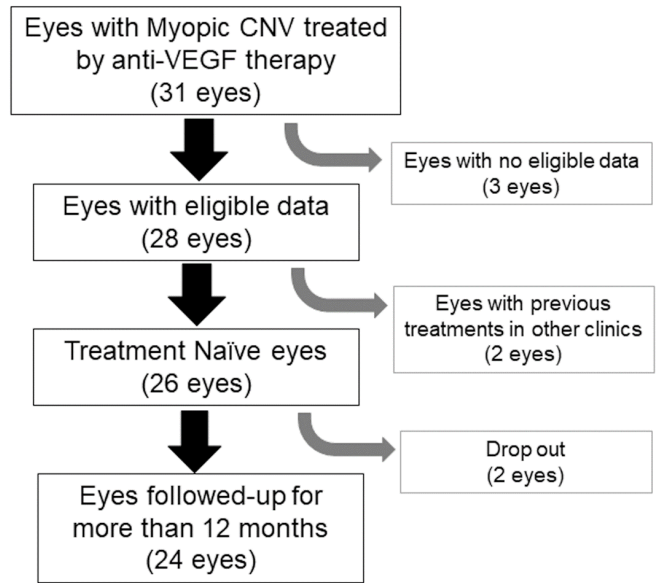 Eyes with Myopic CNV treated
by anti-VEGF therapy
(31 eyes)
Eyes with no eligible data
(3 eyes)
Eyes with eligible data
(28 eyes)
Eyes with previous
treatments in other clinics
(2 eyes)
Treatment Naïve eyes
(26 eyes)
Drop out
(2 eyes)
Eyes followed-up for
more than 12 months
(24 eyes)